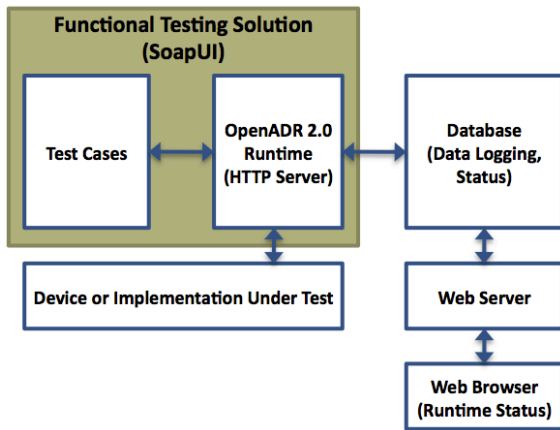 Functional Testing Solution
(SoapUI)
Test Cases
OpenADR 2.0
Runtime
(HTTP Server)
Database
(Data Logging,
Status)
Device or Implementation Under Test
Web Server
Web Browser
(Runtime Status)